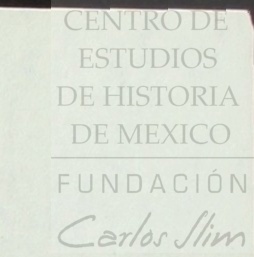 CENTRO DE
ESTUDIOS
DE HISTORIA
DE MEXICO
FUNDACIÓN
Carlos Slim